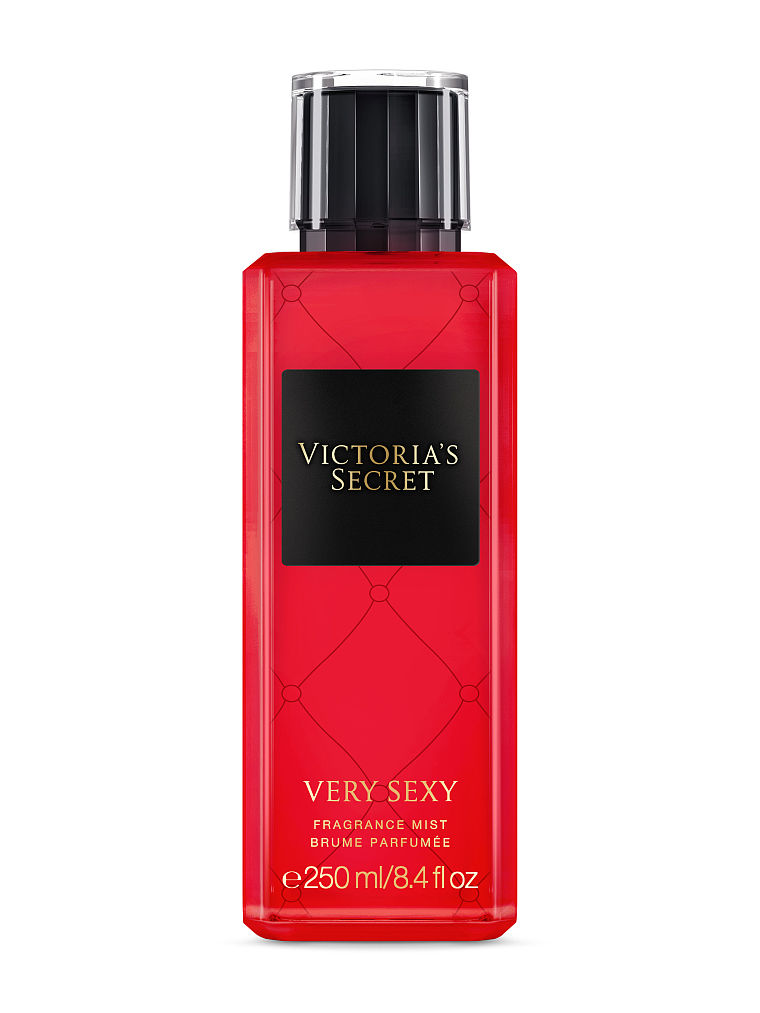 VICTORIA'S
SECRET
VERY SEXY
FRAGRANCE MIST
BRUME PARFUMÉE
℮250 ml/8.4 fl oz